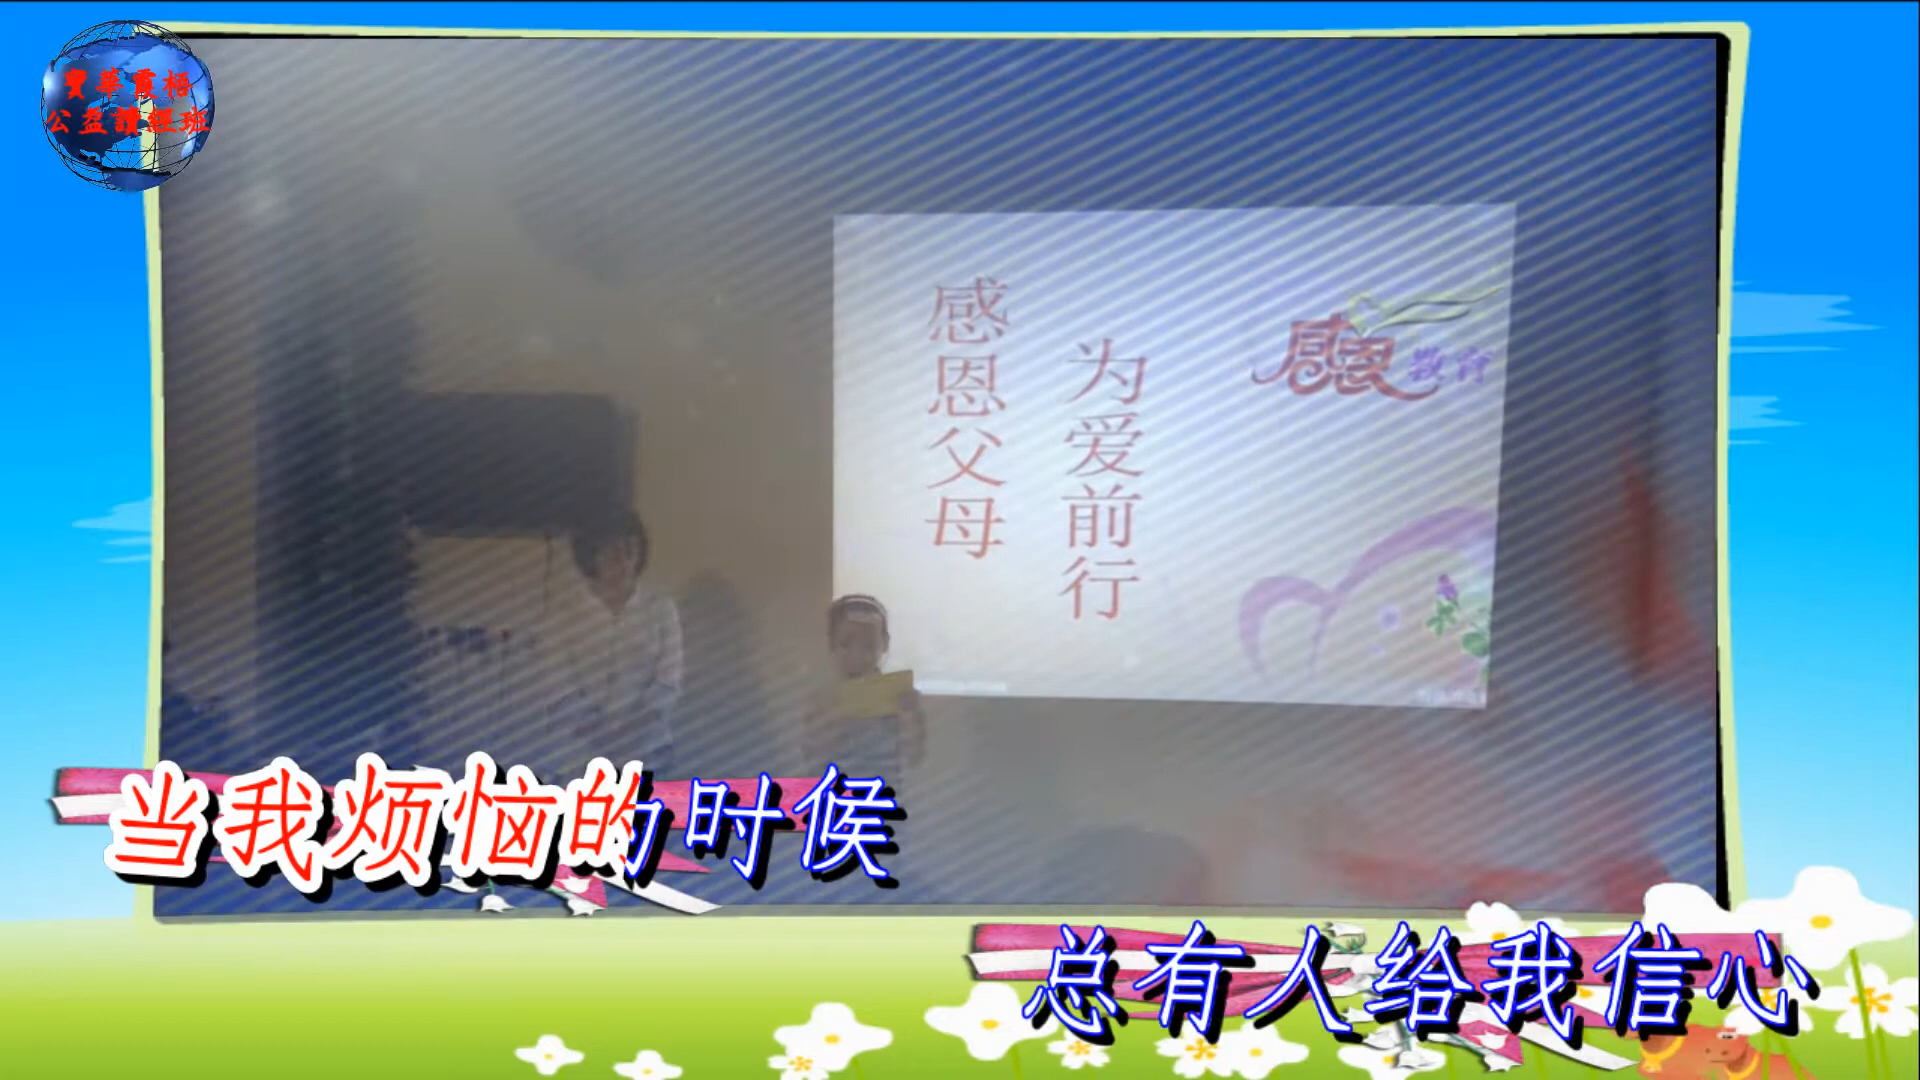 寶華霞梧
公益讀經班
感恩父母
为爱前行
感恩教育
当我烦恼的时候
总有人给我信心